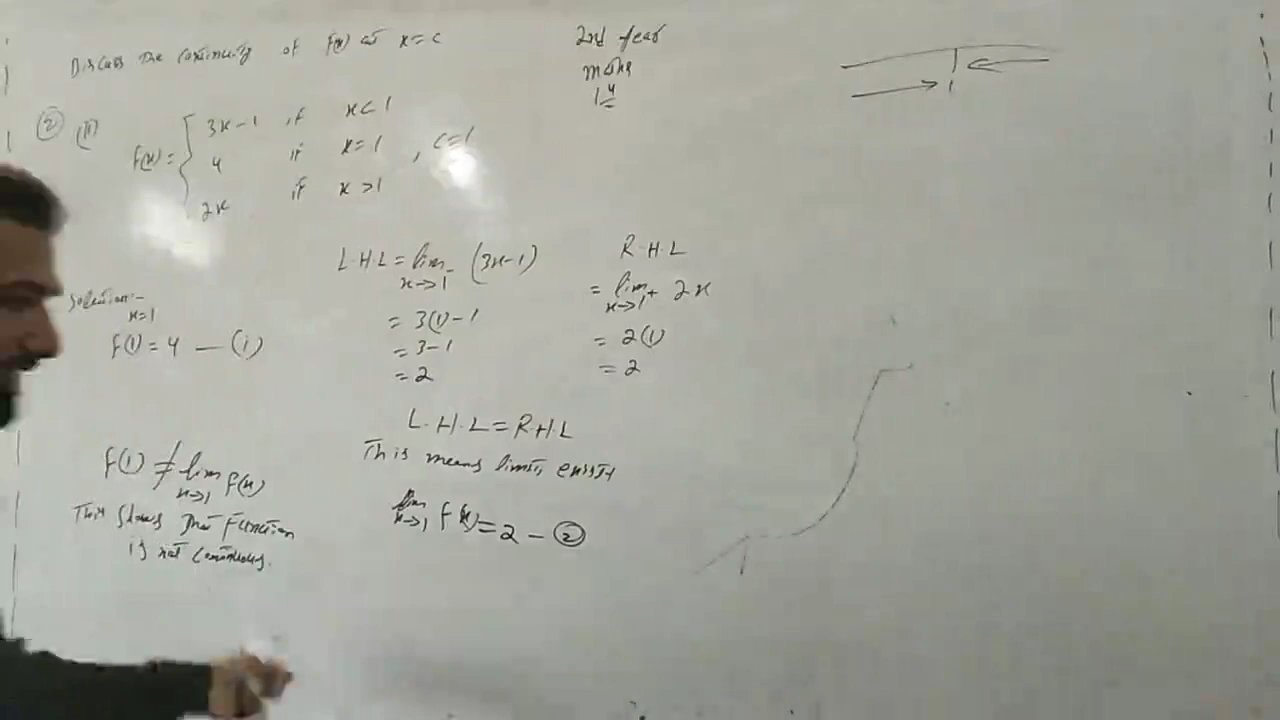 Discuss the continuity of f(x) at x = c
2nd year
maths
1.4
② (ii)
f(x) = { 3x-1 if x<1
4 if x=1 , c=1
2x if x>1
Solution:-
x=1
f(1) = 4 — (i)
L.H.L = lim x→1⁻ (3x-1)
= 3(1)-1
= 3-1
= 2
R.H.L
= lim x→1⁺ 2x
= 2(1)
= 2
L.H.L = R.H.L
This means limits exists
lim x→1 f(x) = 2 — ②
f(1) ≠ lim x→1 f(x)
This shows that function
is not continuous.